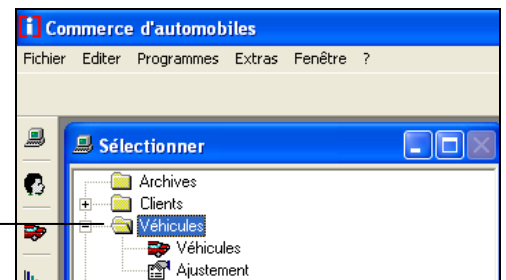 Commerce d'automobiles
Fichier Editer Programmes Extras Fenêtre ?
Sélectionner
Archives
Clients
Véhicules
Véhicules
Ajustement